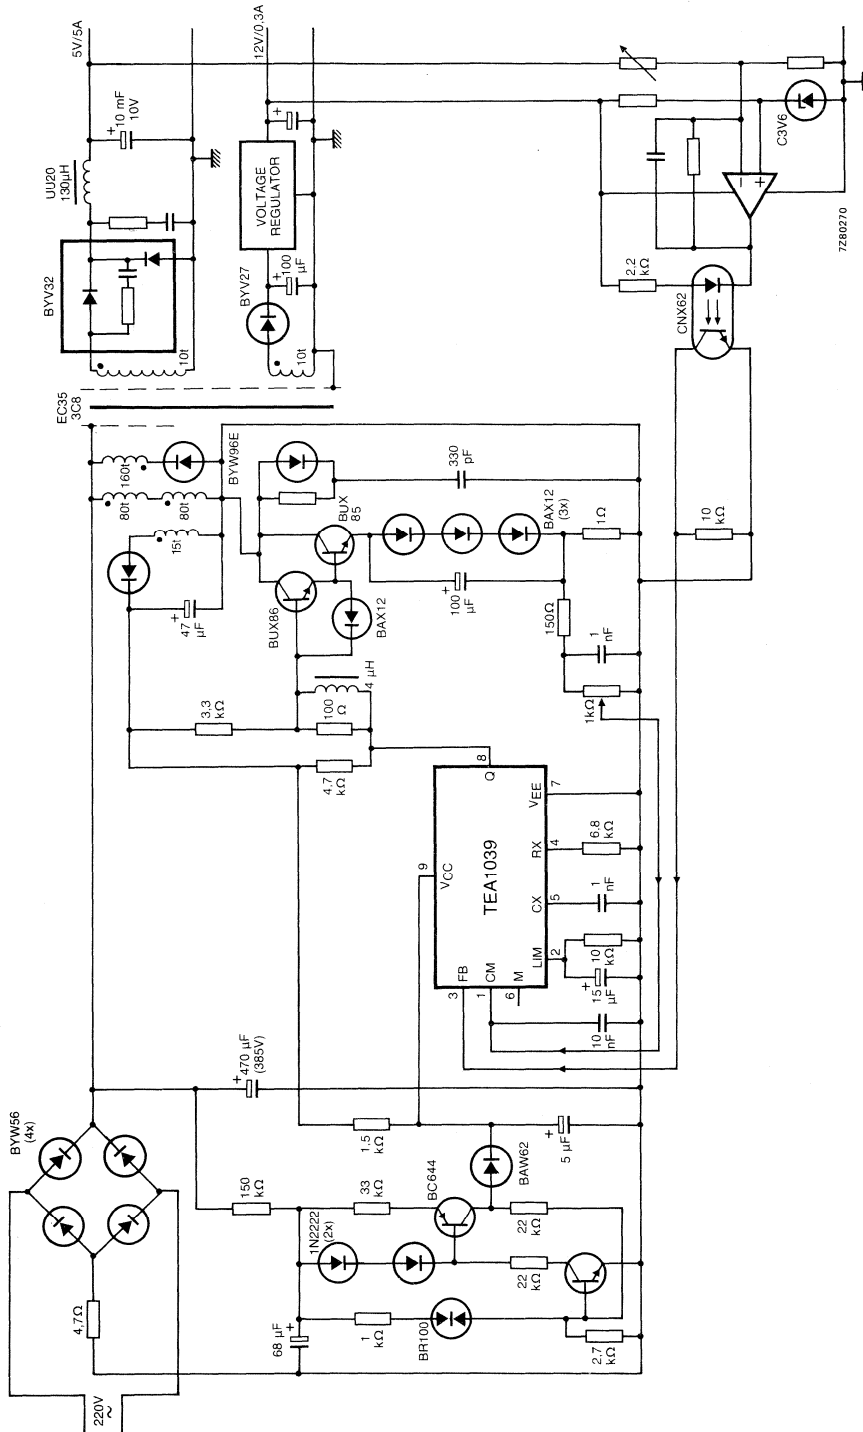 5V/5A
12V/0,3A
10 mF
10V
UU20
130µH
VOLTAGE
REGULATOR
100
µF
BYV32
BYV27
10t
10t
EC35
3C8
C3V6
7Z80270
2.2
kΩ
CNX62
160t
BYW96E
80t
80t
330
pF
BUX
85
BAX12
(3x)
1Ω
10
kΩ
15t
47
µF
BUX86
BAX12
100
µF
150Ω
1
nF
4 µH
1kΩ
3,3
kΩ
100
Ω
4,7
kΩ
8
Q
VEE
7
9
VCC
TEA1039
RX
4
6.8
kΩ
CX
5
1
nF
LIM
2
10
kΩ
15
µF
3
FB
1
CM
6
M
10
nF
470 µF
(385V)
BYW56
(4x)
150
kΩ
1.5
kΩ
5 µF
33
kΩ
BC644
BAW62
1N2222
(2x)
22
kΩ
22
kΩ
4,7Ω
68 µF
1
kΩ
BR100
2,7
kΩ
220V
~